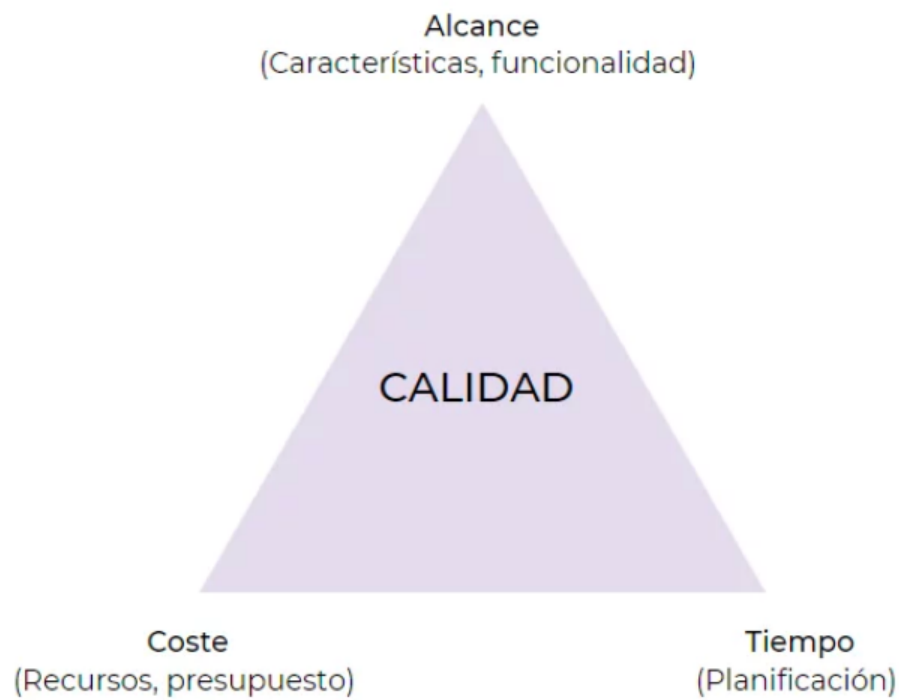 Alcance
(Características, funcionalidad)
CALIDAD
Coste
(Recursos, presupuesto)
Tiempo
(Planificación)